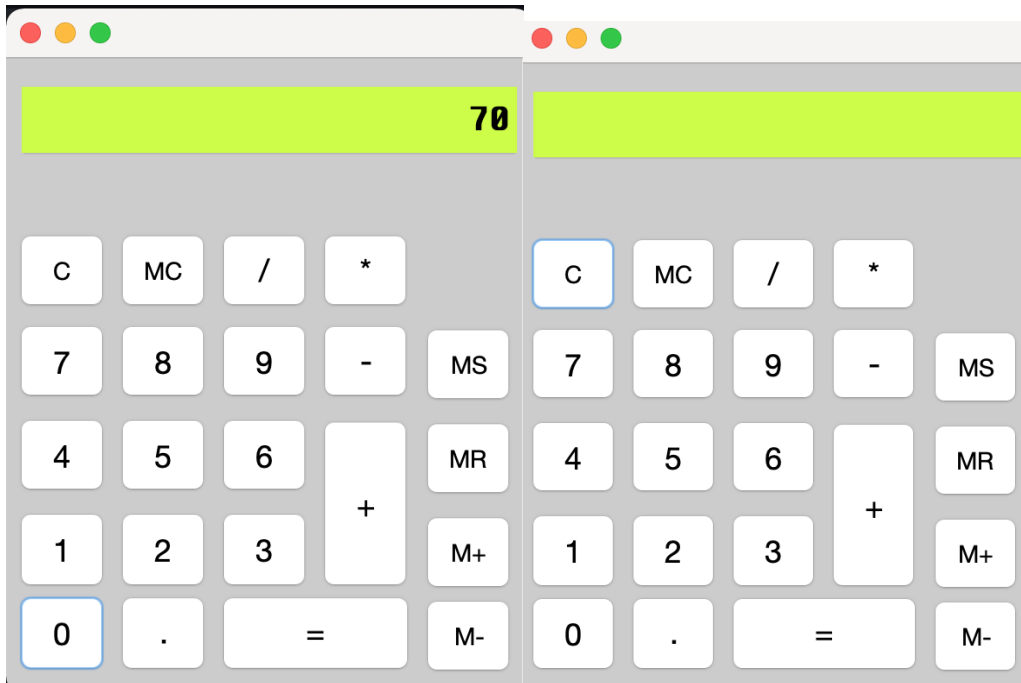 70
C MC / *
7 8 9 - MS
4 5 6 MR
+
1 2 3 M+
0 . = M-
C MC / *
7 8 9 - MS
4 5 6 MR
+
1 2 3 M+
0 . = M-